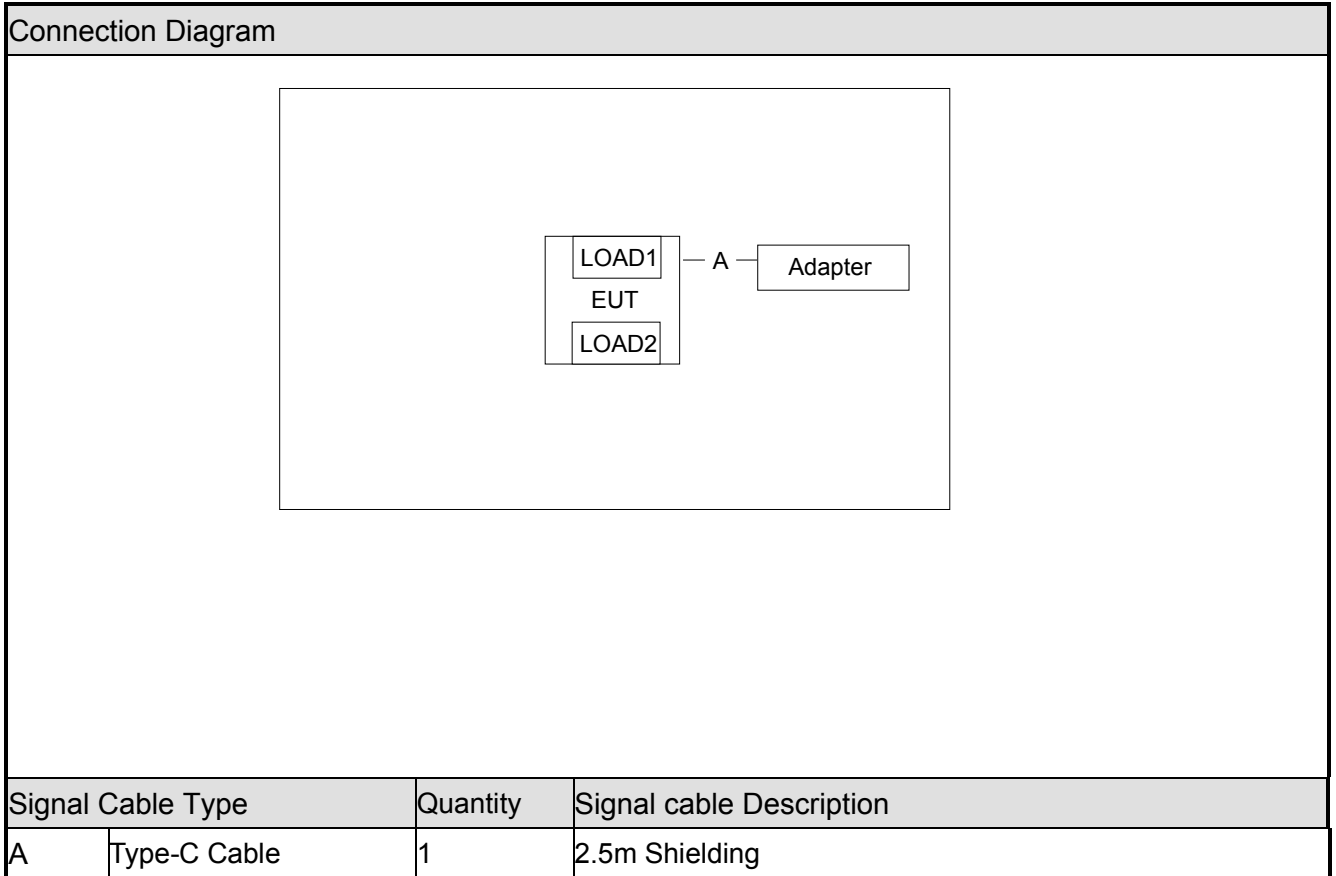 Connection Diagram
LOAD1
A
Adapter
EUT
LOAD2
Signal Cable Type Quantity Signal cable Description
A Type-C Cable 1 2.5m Shielding